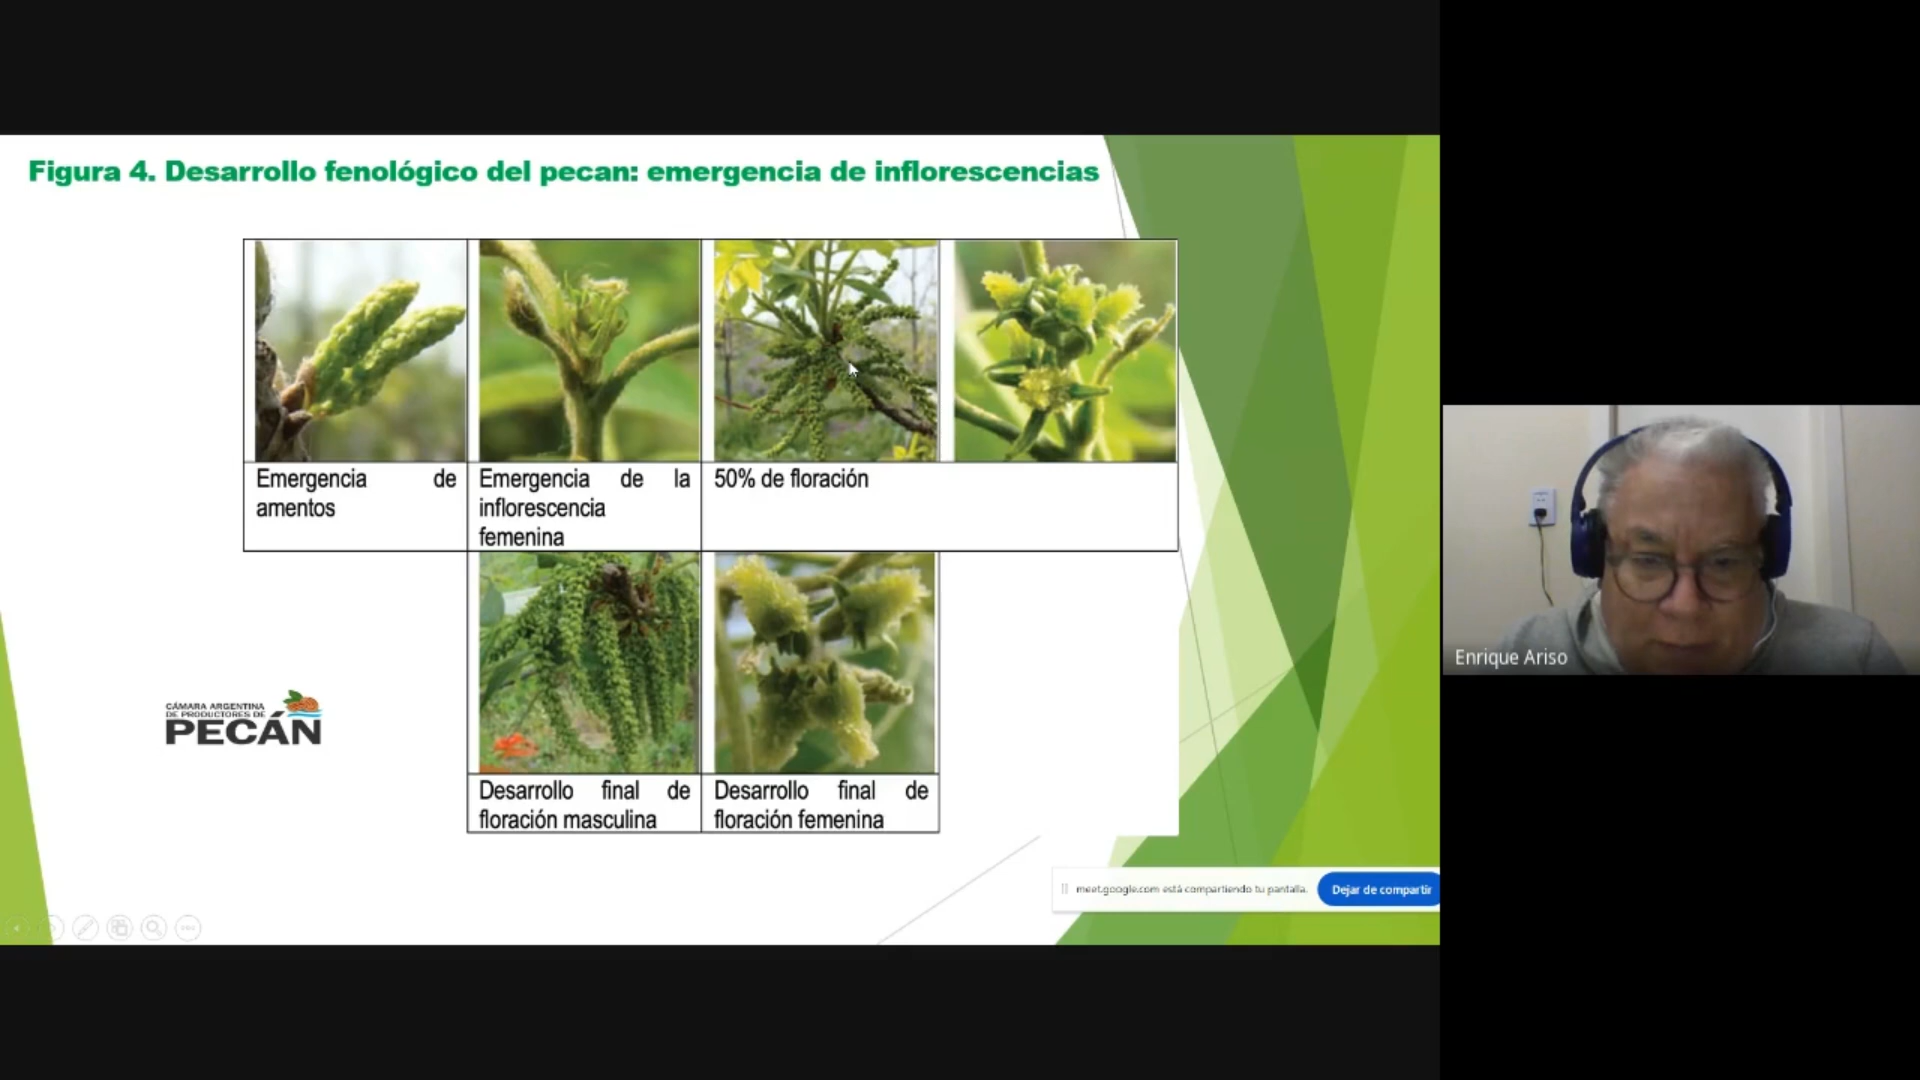 Figura 4. Desarrollo fenológico del pecan: emergencia de inflorescencias
Emergencia de
amentos
Emergencia de la
inflorescencia
femenina
50% de floración
Desarrollo final de
floración masculina
Desarrollo final de
floración femenina
CÁMARA ARGENTINA
DE PRODUCTORES DE
PECÁN
meet.google.com está compartiendo tu pantalla.
Dejar de compartir
Enrique Ariso